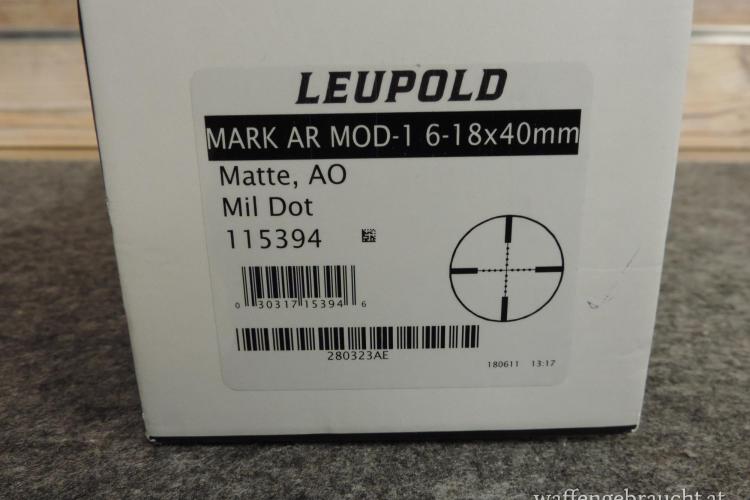 LEUPOLD
MARK AR MOD-1 6-18x40mm
Matte, AO
Mil Dot
115394
0 30317 15394 6
280323AE
180611 13:17
waffengebraucht.at